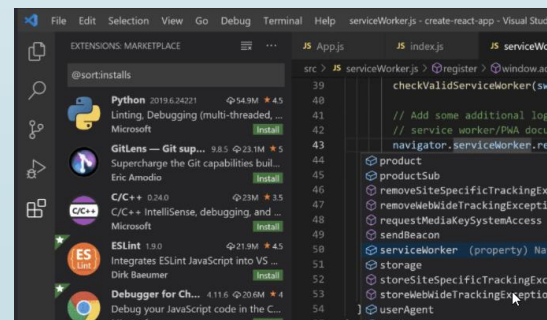 File Edit Selection View Go Debug Terminal Help serviceWorker.js - create-react-app - Visual Stud
EXTENSIONS: MARKETPLACE
@sort:installs
Python 2019.6.24221 54.9M ★ 4.5
Linting, Debugging (multi-threaded, ...
Microsoft Install
GitLens — Git sup... 9.8.5 23.1M ★ 5
Supercharge the Git capabilities buil...
Eric Amodio Install
C/C++
C/C++ 0.24.0 23M ★ 3.5
C/C++ IntelliSense, debugging, and ...
Microsoft Install
ES
Lint
ESLint 1.9.0 21.9M ★ 4.5
Integrates ESLint JavaScript into VS ...
Dirk Baeumer Install
Debugger for Ch... 4.11.6 20.6M ★ 4
Debug your JavaScript code in the C...
JS App.js JS index.js JS serviceWo
src > JS serviceWorker.js > register > window.ad
39 checkValidServiceWorker(sw
40
41 // Add some additional log
42 // service worker/PWA docu
43 navigator.serviceWorker.re
44 product
45 productSub
46 removeSiteSpecificTrackingEx
47 removeWebWideTrackingExcepti
48 requestMediaKeySystemAccess
49 sendBeacon
50 serviceWorker (property) Na
51 storage
52 storeSiteSpecificTrackingExc
53 storeWebWideTrackingExceptio
54 ] userAgent